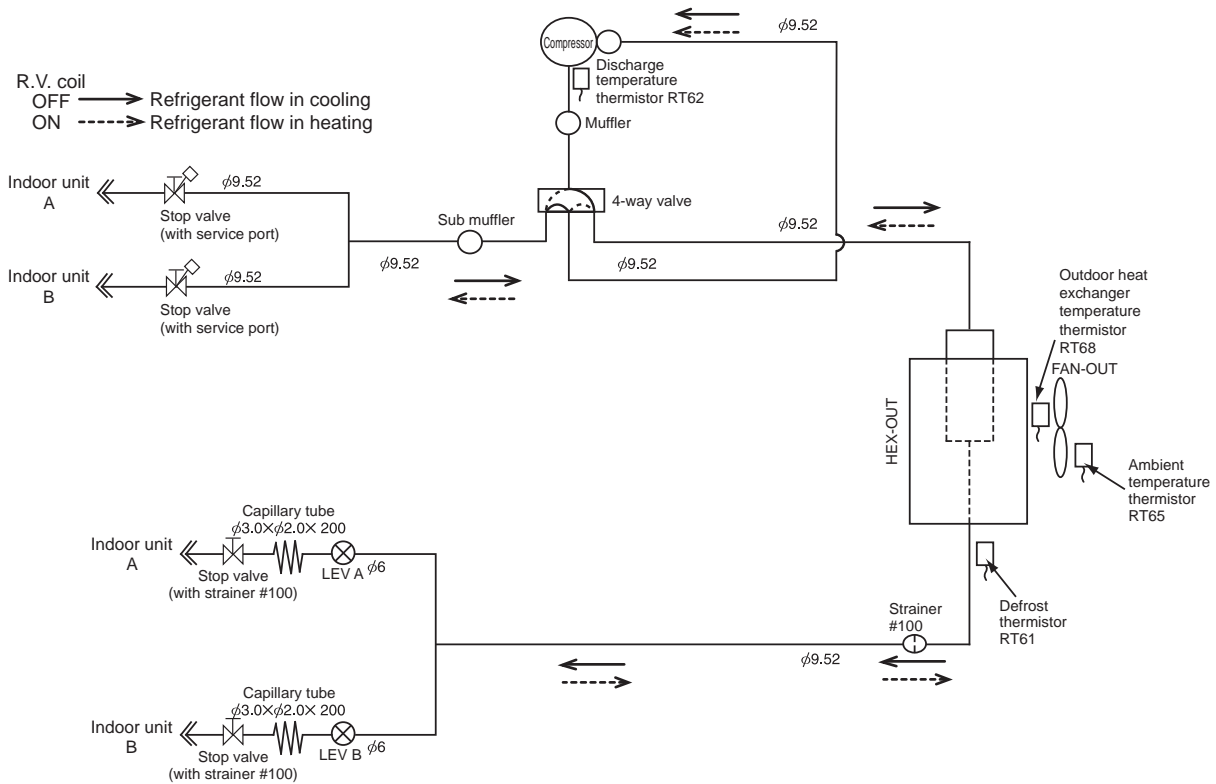 φ9.52
Compressor
Discharge
temperature
thermistor RT62
R.V. coil
OFF Refrigerant flow in cooling
ON Refrigerant flow in heating
Muffler
Indoor unit
A
φ9.52
Stop valve
(with service port)
4-way valve
Sub muffler
φ9.52
φ9.52
φ9.52
Indoor unit
B
φ9.52
Stop valve
(with service port)
Outdoor heat
exchanger
temperature
thermistor
RT68
FAN-OUT
HEX-OUT
Ambient
temperature
thermistor
RT65
Capillary tube
φ3.0×φ2.0×200
Indoor unit
A
LEV A φ6
Stop valve
(with strainer #100)
Defrost
thermistor
RT61
Strainer
#100
φ9.52
Capillary tube
φ3.0×φ2.0×200
Indoor unit
B
LEV B φ6
Stop valve
(with strainer #100)